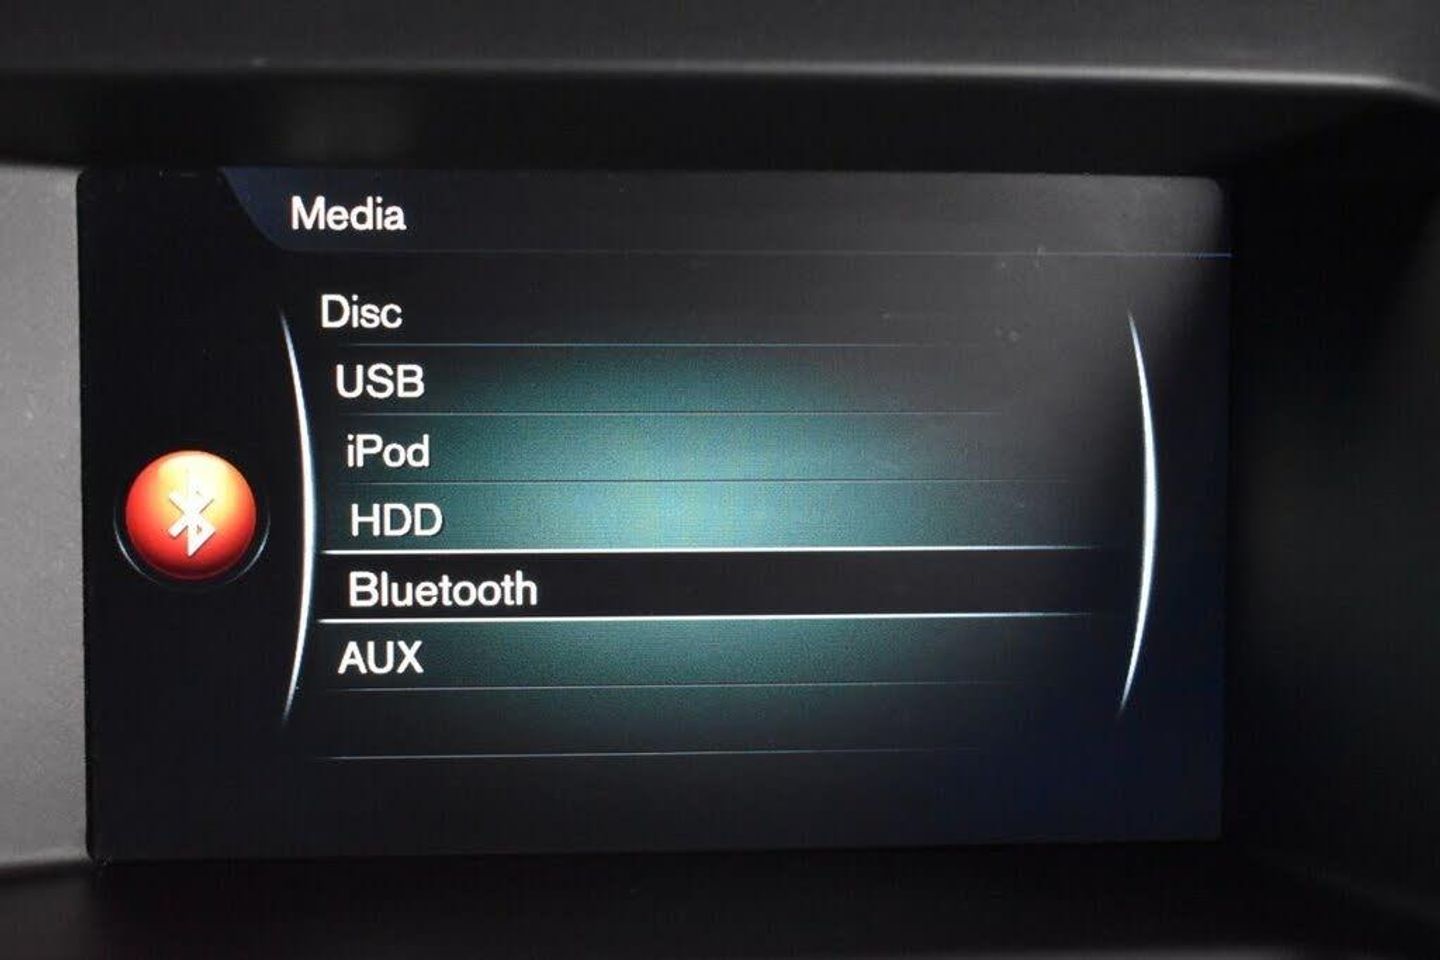 Media
Disc
USB
iPod
HDD
Bluetooth
AUX